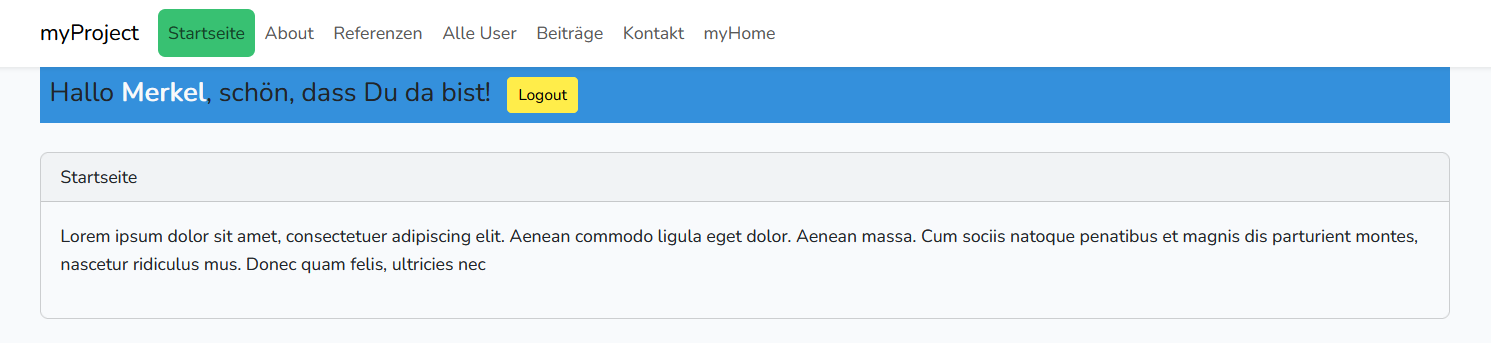 myProject Startseite About Referenzen Alle User Beiträge Kontakt myHome
Hallo Merkel, schön, dass Du da bist! Logout
Startseite
Lorem ipsum dolor sit amet, consectetuer adipiscing elit. Aenean commodo ligula eget dolor. Aenean massa. Cum sociis natoque penatibus et magnis dis parturient montes,
nascetur ridiculus mus. Donec quam felis, ultricies nec